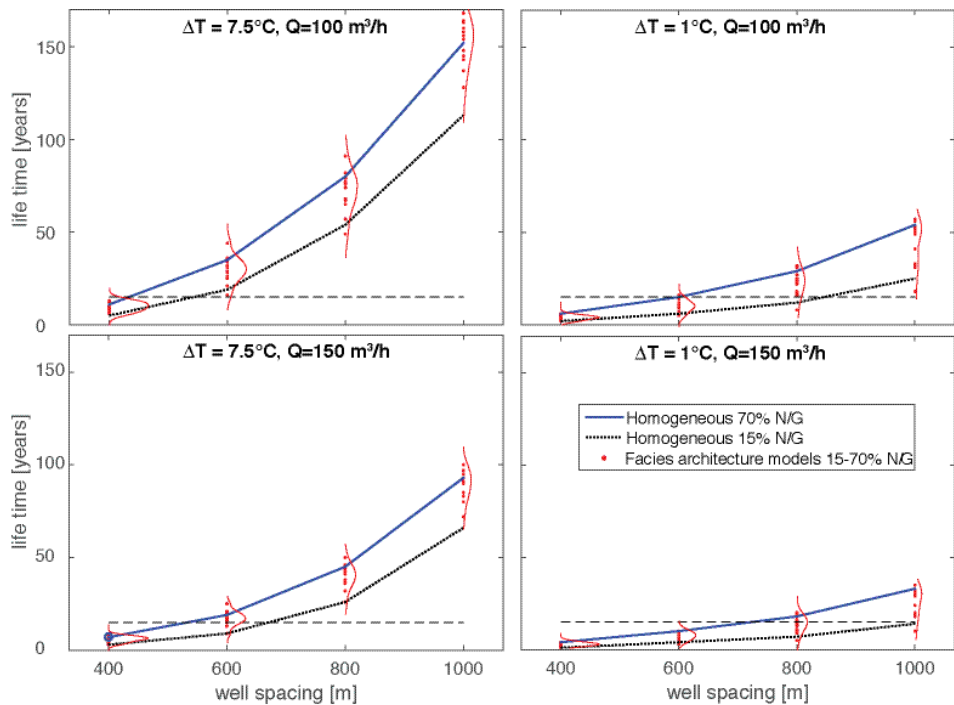 ΔT = 7.5°C, Q=100 m³/h
ΔT = 1°C, Q=100 m³/h
life time [years]
150
100
50
0
ΔT = 7.5°C, Q=150 m³/h
ΔT = 1°C, Q=150 m³/h
life time [years]
150
100
50
0
Homogeneous 70% N/G
Homogeneous 15% N/G
Facies architecture models 15-70% N/G
400 600 800 1000
400 600 800 1000
well spacing [m]
well spacing [m]